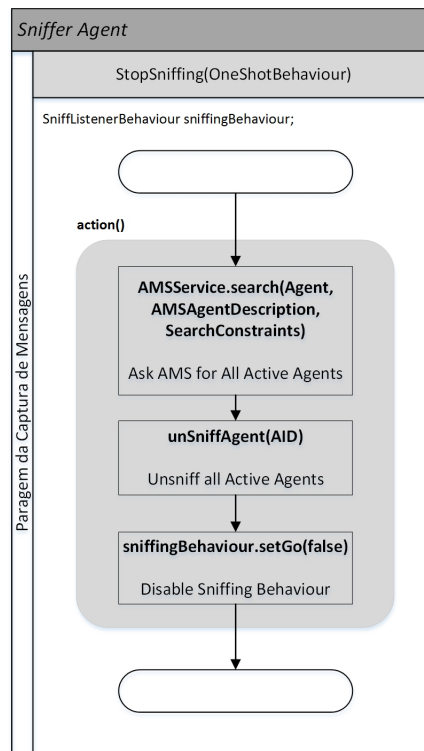 Sniffer Agent
StopSniffing(OneShotBehaviour)
SniffListenerBehaviour sniffingBehaviour;
action()
AMSService.search(Agent,
AMSAgentDescription,
SearchConstraints)
Ask AMS for All Active Agents
unSniffAgent(AID)
Unsniff all Active Agents
sniffingBehaviour.setGo(false)
Disable Sniffing Behaviour
Paragem da Captura de Mensagens